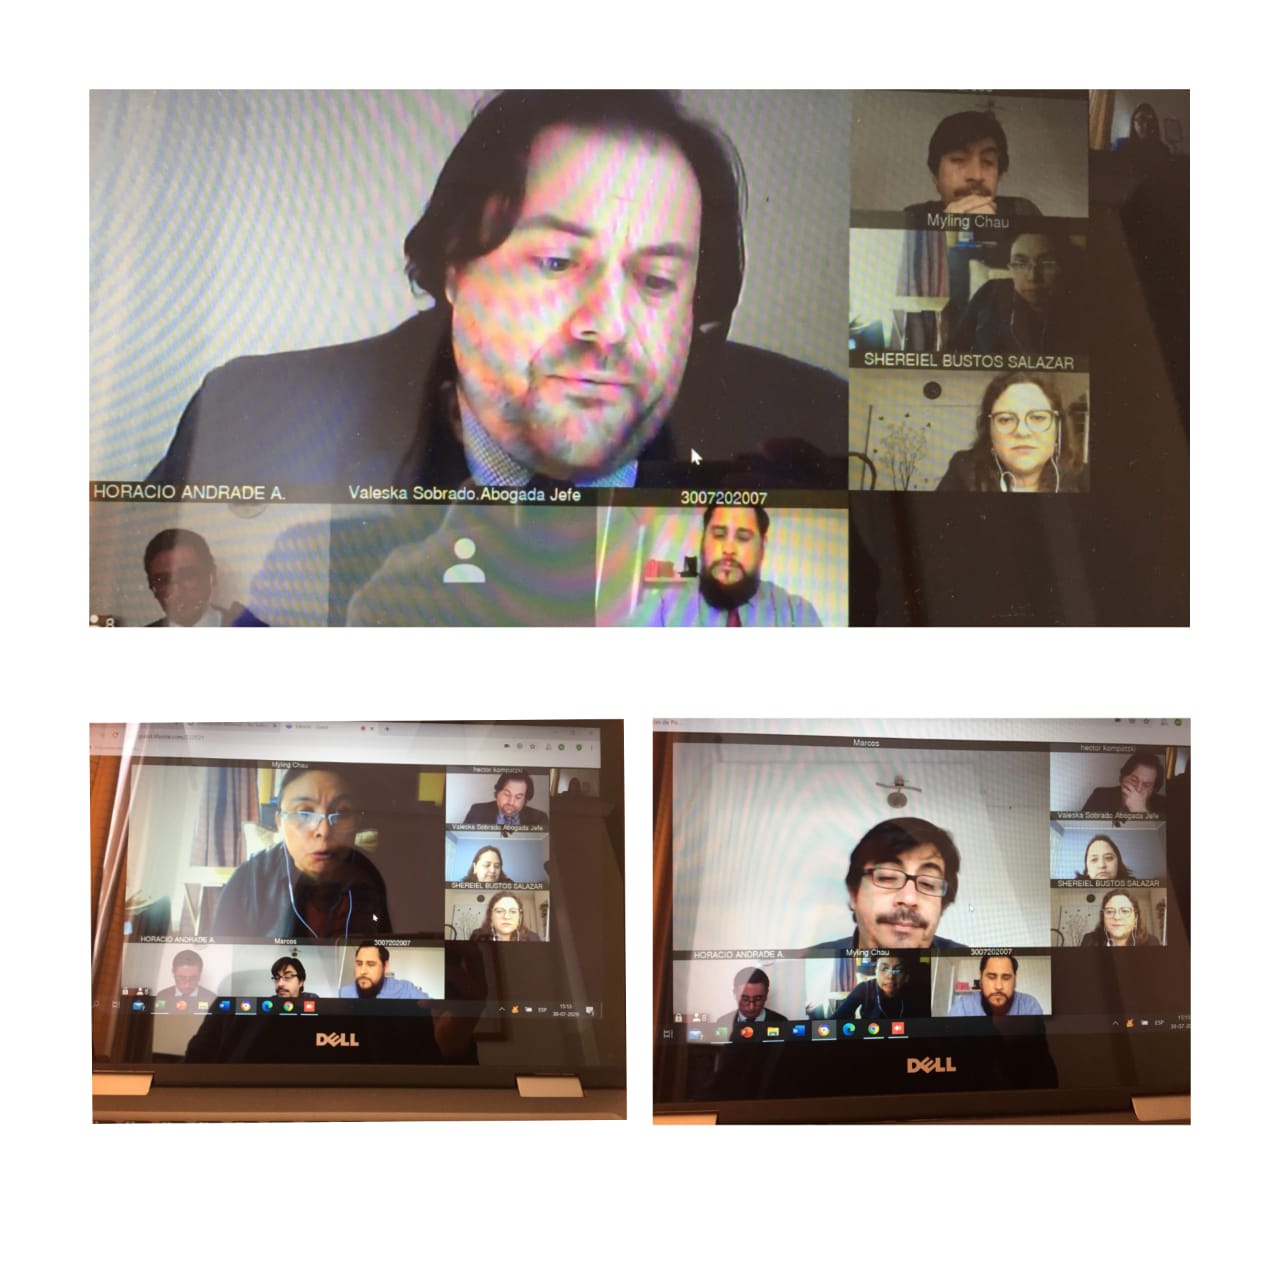 Myling Chau
SHEREIEL BUSTOS SALAZAR
HORACIO ANDRADE A.
Valeska Sobrado.Abogada Jefe
3007202007
8
Myling Chau
hector kompatzki
Valeska Sobrado.Abogada Jefe
SHEREIEL BUSTOS SALAZAR
HORACIO ANDRADE A.
Marcos
3007202007
ESP
15:13
30-07-2020
DELL
Marcos
hector kompatzki
Valeska Sobrado.Abogada Jefe
SHEREIEL BUSTOS SALAZAR
HORACIO ANDRADE A.
Myling Chau
3007202007
ESP
DELL